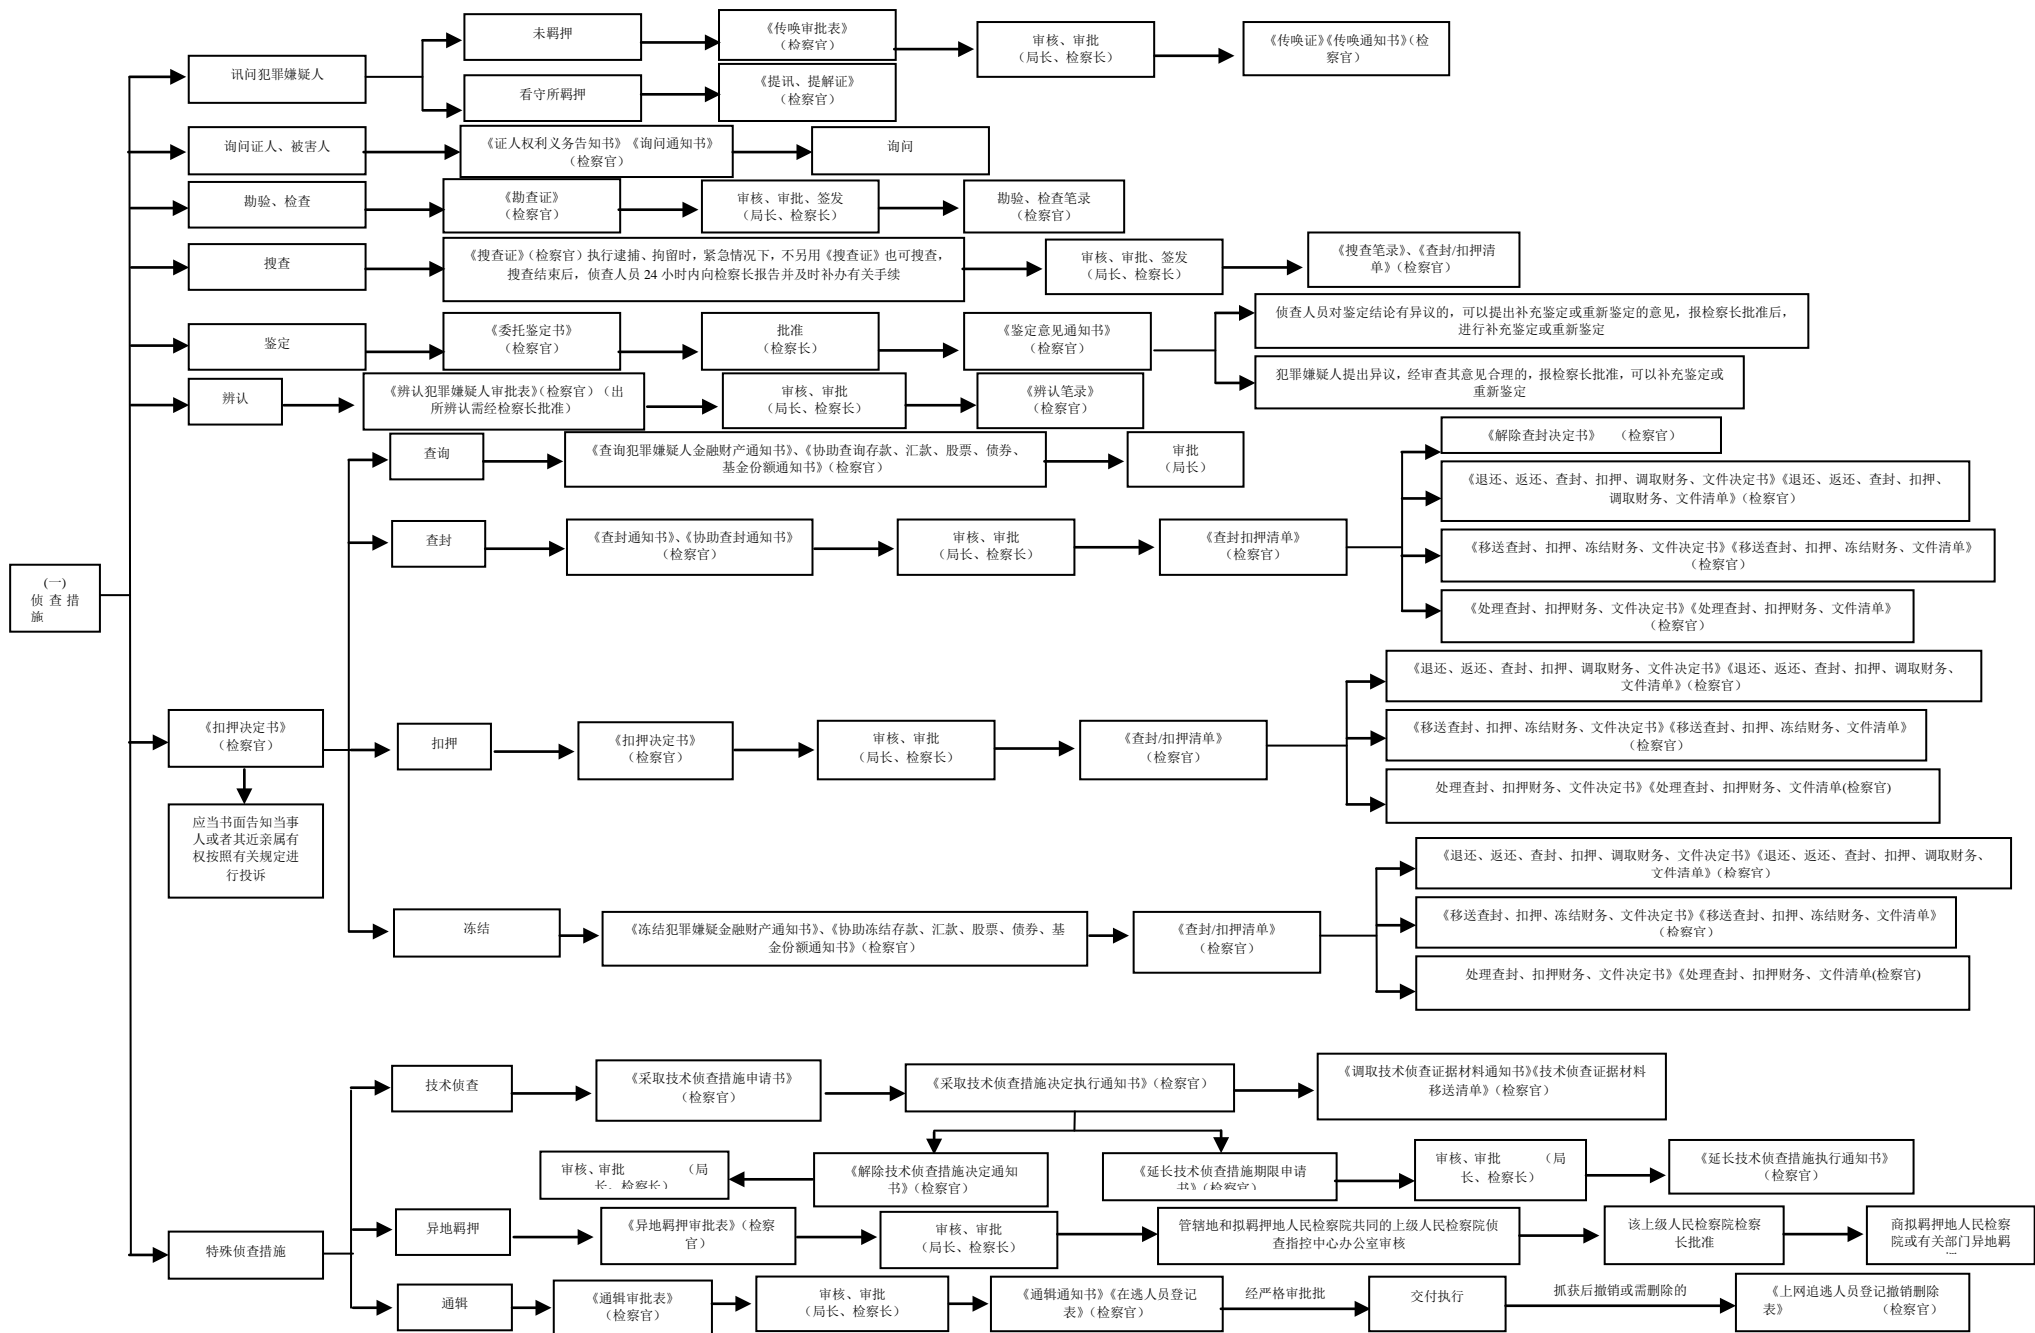 未羁押
《传唤审批表》
（检察官）
审核、审批
（局长、检察长）
《传唤证》《传唤通知书》（检
察官）
讯问犯罪嫌疑人
看守所羁押
《提讯、提解证》
（检察官）
询问证人、被害人
《证人权利义务告知书》《询问通知书》
（检察官）
询问
勘验、检查
《勘查证》
（检察官）
审核、审批、签发
（局长、检察长）
勘验、检查笔录
（检察官）
搜查
《搜查证》（检察官）执行逮捕、拘留时，紧急情况下，不另用《搜查证》也可搜查，
搜查结束后，侦查人员 24 小时内向检察长报告并及时补办有关手续
审核、审批、签发
（局长、检察长）
《搜查笔录》、《查封/扣押清
单》（检察官）
鉴定
《委托鉴定书》
（检察官）
批准
（检察长）
《鉴定意见通知书》
（检察官）
侦查人员对鉴定结论有异议的，可以提出补充鉴定或重新鉴定的意见，报检察长批准后，
进行补充鉴定或重新鉴定
犯罪嫌疑人提出异议，经审查其意见合理的，报检察长批准，可以补充鉴定或
重新鉴定
辨认
《辨认犯罪嫌疑人审批表》（检察官）（出
所辨认需经检察长批准）
审核、审批
（局长、检察长）
《辨认笔录》
（检察官）
查询
《查询犯罪嫌疑人金融财产通知书》、《协助查询存款、汇款、股票、债券、
基金份额通知书》（检察官）
审批
（局长）
《解除查封决定书》 （检察官）
《退还、返还、查封、扣押、调取财务、文件决定书》《退还、返还、查封、扣押、
调取财务、文件清单》（检察官）
查封
《查封通知书》、《协助查封通知书》
（检察官）
审核、审批
（局长、检察长）
《查封扣押清单》
（检察官）
《移送查封、扣押、冻结财务、文件决定书》《移送查封、扣押、冻结财务、文件清单》
（检察官）
《处理查封、扣押财务、文件决定书》《处理查封、扣押财务、文件清单》
（检察官）
(一)
侦 查 措
施
《扣押决定书》
（检察官）
应当书面告知当事
人或者其近亲属有
权按照有关规定进
行投诉
扣押
《扣押决定书》
（检察官）
审核、审批
（局长、检察长）
《查封/扣押清单》
（检察官）
《退还、返还、查封、扣押、调取财务、文件决定书》《退还、返还、查封、扣押、调取财务、
文件清单》（检察官）
《移送查封、扣押、冻结财务、文件决定书》《移送查封、扣押、冻结财务、文件清单》
（检察官）
处理查封、扣押财务、文件决定书》《处理查封、扣押财务、文件清单(检察官)
冻结
《冻结犯罪嫌疑金融财产通知书》、《协助冻结存款、汇款、股票、债券、基
金份额通知书》（检察官）
《查封/扣押清单》
（检察官）
《退还、返还、查封、扣押、调取财务、文件决定书》《退还、返还、查封、扣押、调取财务、
文件清单》（检察官）
《移送查封、扣押、冻结财务、文件决定书》《移送查封、扣押、冻结财务、文件清单》
（检察官）
处理查封、扣押财务、文件决定书》《处理查封、扣押财务、文件清单(检察官)
技术侦查
《采取技术侦查措施申请书》
（检察官）
《采取技术侦查措施决定执行通知书》（检察官）
《调取技术侦查证据材料通知书》《技术侦查证据材料
移送清单》（检察官）
审核、审批 （局
长、检察长）
《解除技术侦查措施决定通知
书》（检察官）
《延长技术侦查措施期限申请
书》（检察官）
审核、审批 （局
长、检察长）
《延长技术侦查措施执行通知书》
（检察官）
特殊侦查措施
异地羁押
《异地羁押审批表》（检察
官）
审核、审批
（局长、检察长）
管辖地和拟羁押地人民检察院共同的上级人民检察院侦
查指控中心办公室审核
该上级人民检察院检察
长批准
商拟羁押地人民检察
院或有关部门异地羁
通辑
《通辑审批表》
（检察官）
审核、审批
（局长、检察长）
《通辑通知书》《在逃人员登记
表》（检察官）
经严格审批批
交付执行
抓获后撤销或需删除的
《上网追逃人员登记撤销删除
表》 （检察官）